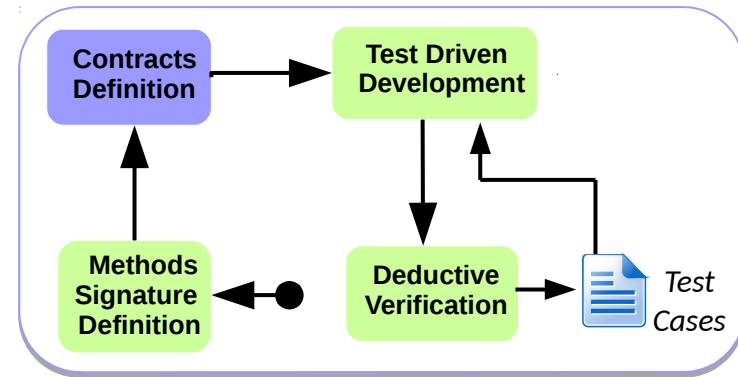 Contracts
Definition
Test Driven
Development
Methods
Signature
Definition
Deductive
Verification
Test
Cases